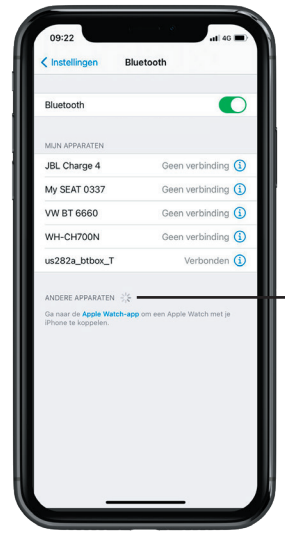 09:22 4G
Instellingen Bluetooth
Bluetooth
MIJN APPARATEN
JBL Charge 4 Geen verbinding
My SEAT 0337 Geen verbinding
VW BT 6660 Geen verbinding
WH-CH700N Geen verbinding
us282a_btbox_T Verbonden
ANDERE APPARATEN
Ga naar de Apple Watch-app om een Apple Watch met je
iPhone te koppelen.